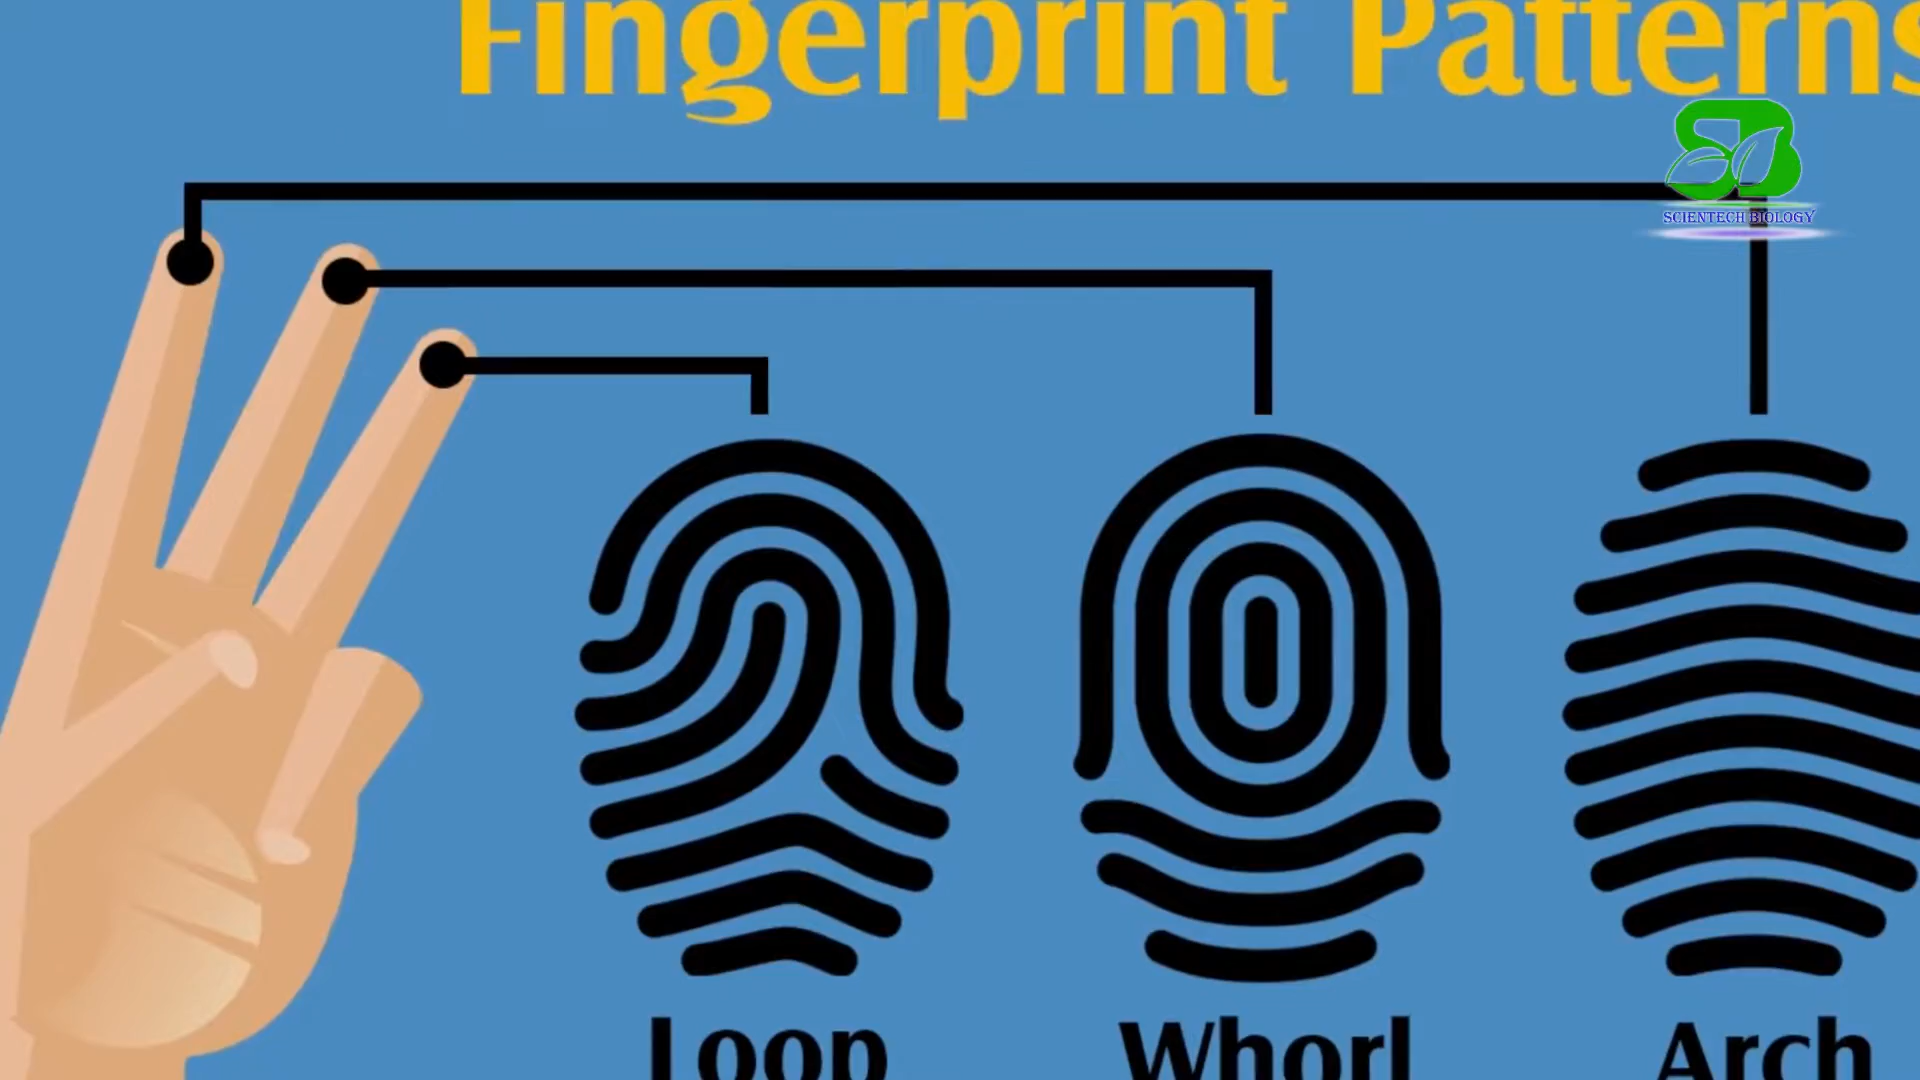 Fingerprint Patterns
SCIENTECH BIOLOGY
Loop
Whorl
Arch